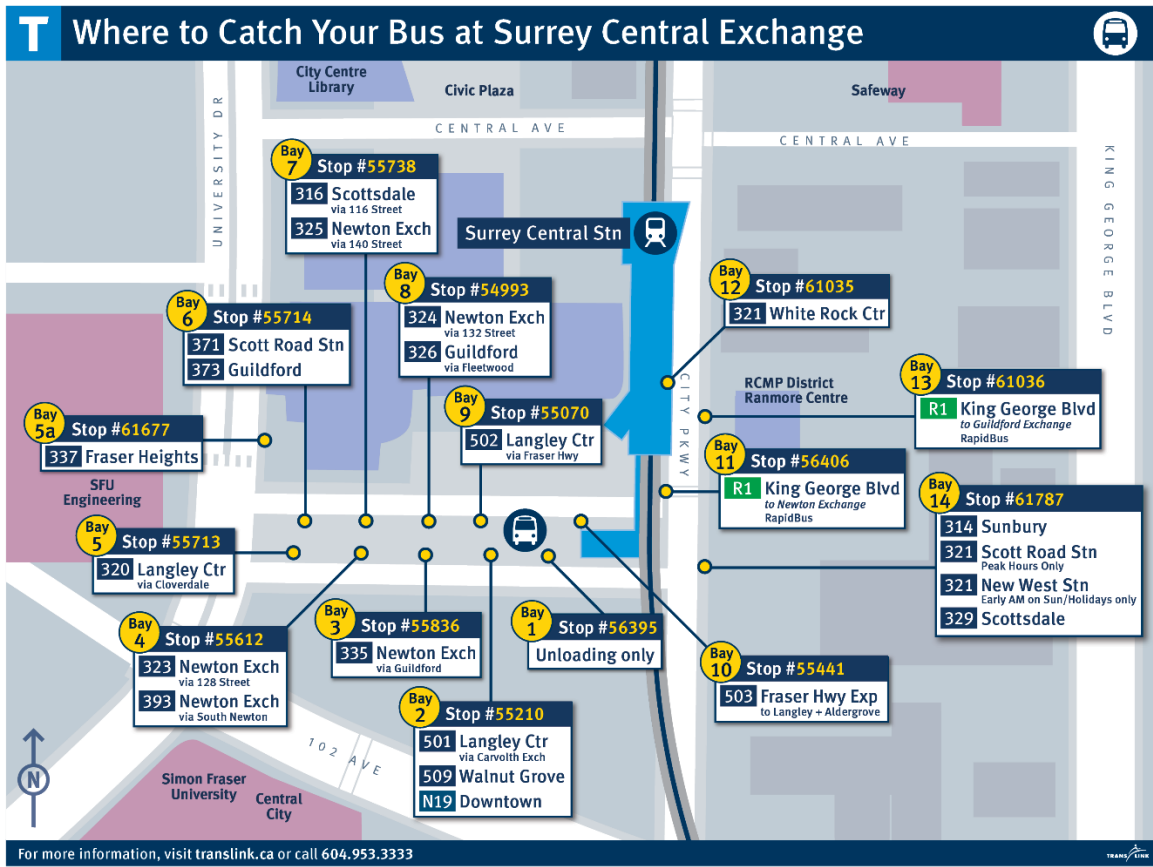 T Where to Catch Your Bus at Surrey Central Exchange
City Centre
Library
Civic Plaza
Safeway
UNIVERSITY DR
CENTRAL AVE
CENTRAL AVE
KING GEORGE BLVD
Bay
7
Stop #55738
316 Scottsdale
via 116 Street
325 Newton Exch
via 140 Street
Surrey Central Stn
Bay
8
Stop #54993
324 Newton Exch
via 132 Street
326 Guildford
via Fleetwood
Bay
12
Stop #61035
321 White Rock Ctr
Bay
6
Stop #55714
371 Scott Road Stn
373 Guildford
CITY PKWY
RCMP District
Ranmore Centre
Bay
13
Stop #61036
R1 King George Blvd
to Guildford Exchange
RapidBus
Bay
5a
Stop #61677
337 Fraser Heights
Bay
9
Stop #55070
502 Langley Ctr
via Fraser Hwy
Bay
11
Stop #56406
R1 King George Blvd
to Newton Exchange
RapidBus
SFU
Engineering
Bay
14
Stop #61787
314 Sunbury
321 Scott Road Stn
Peak Hours Only
321 New West Stn
Early AM on Sun/Holidays only
329 Scottsdale
Bay
5
Stop #55713
320 Langley Ctr
via Cloverdale
Bay
4
Stop #55612
323 Newton Exch
via 128 Street
393 Newton Exch
via South Newton
Bay
3
Stop #55836
335 Newton Exch
via Guildford
Bay
1
Stop #56395
Unloading only
Bay
10
Stop #55441
503 Fraser Hwy Exp
to Langley + Aldergrove
Bay
2
Stop #55210
501 Langley Ctr
via Carvolth Exch
509 Walnut Grove
N19 Downtown
102 AVE
N
Simon Fraser
University
Central
City
For more information, visit translink.ca or call 604.953.3333
TRANSLINK